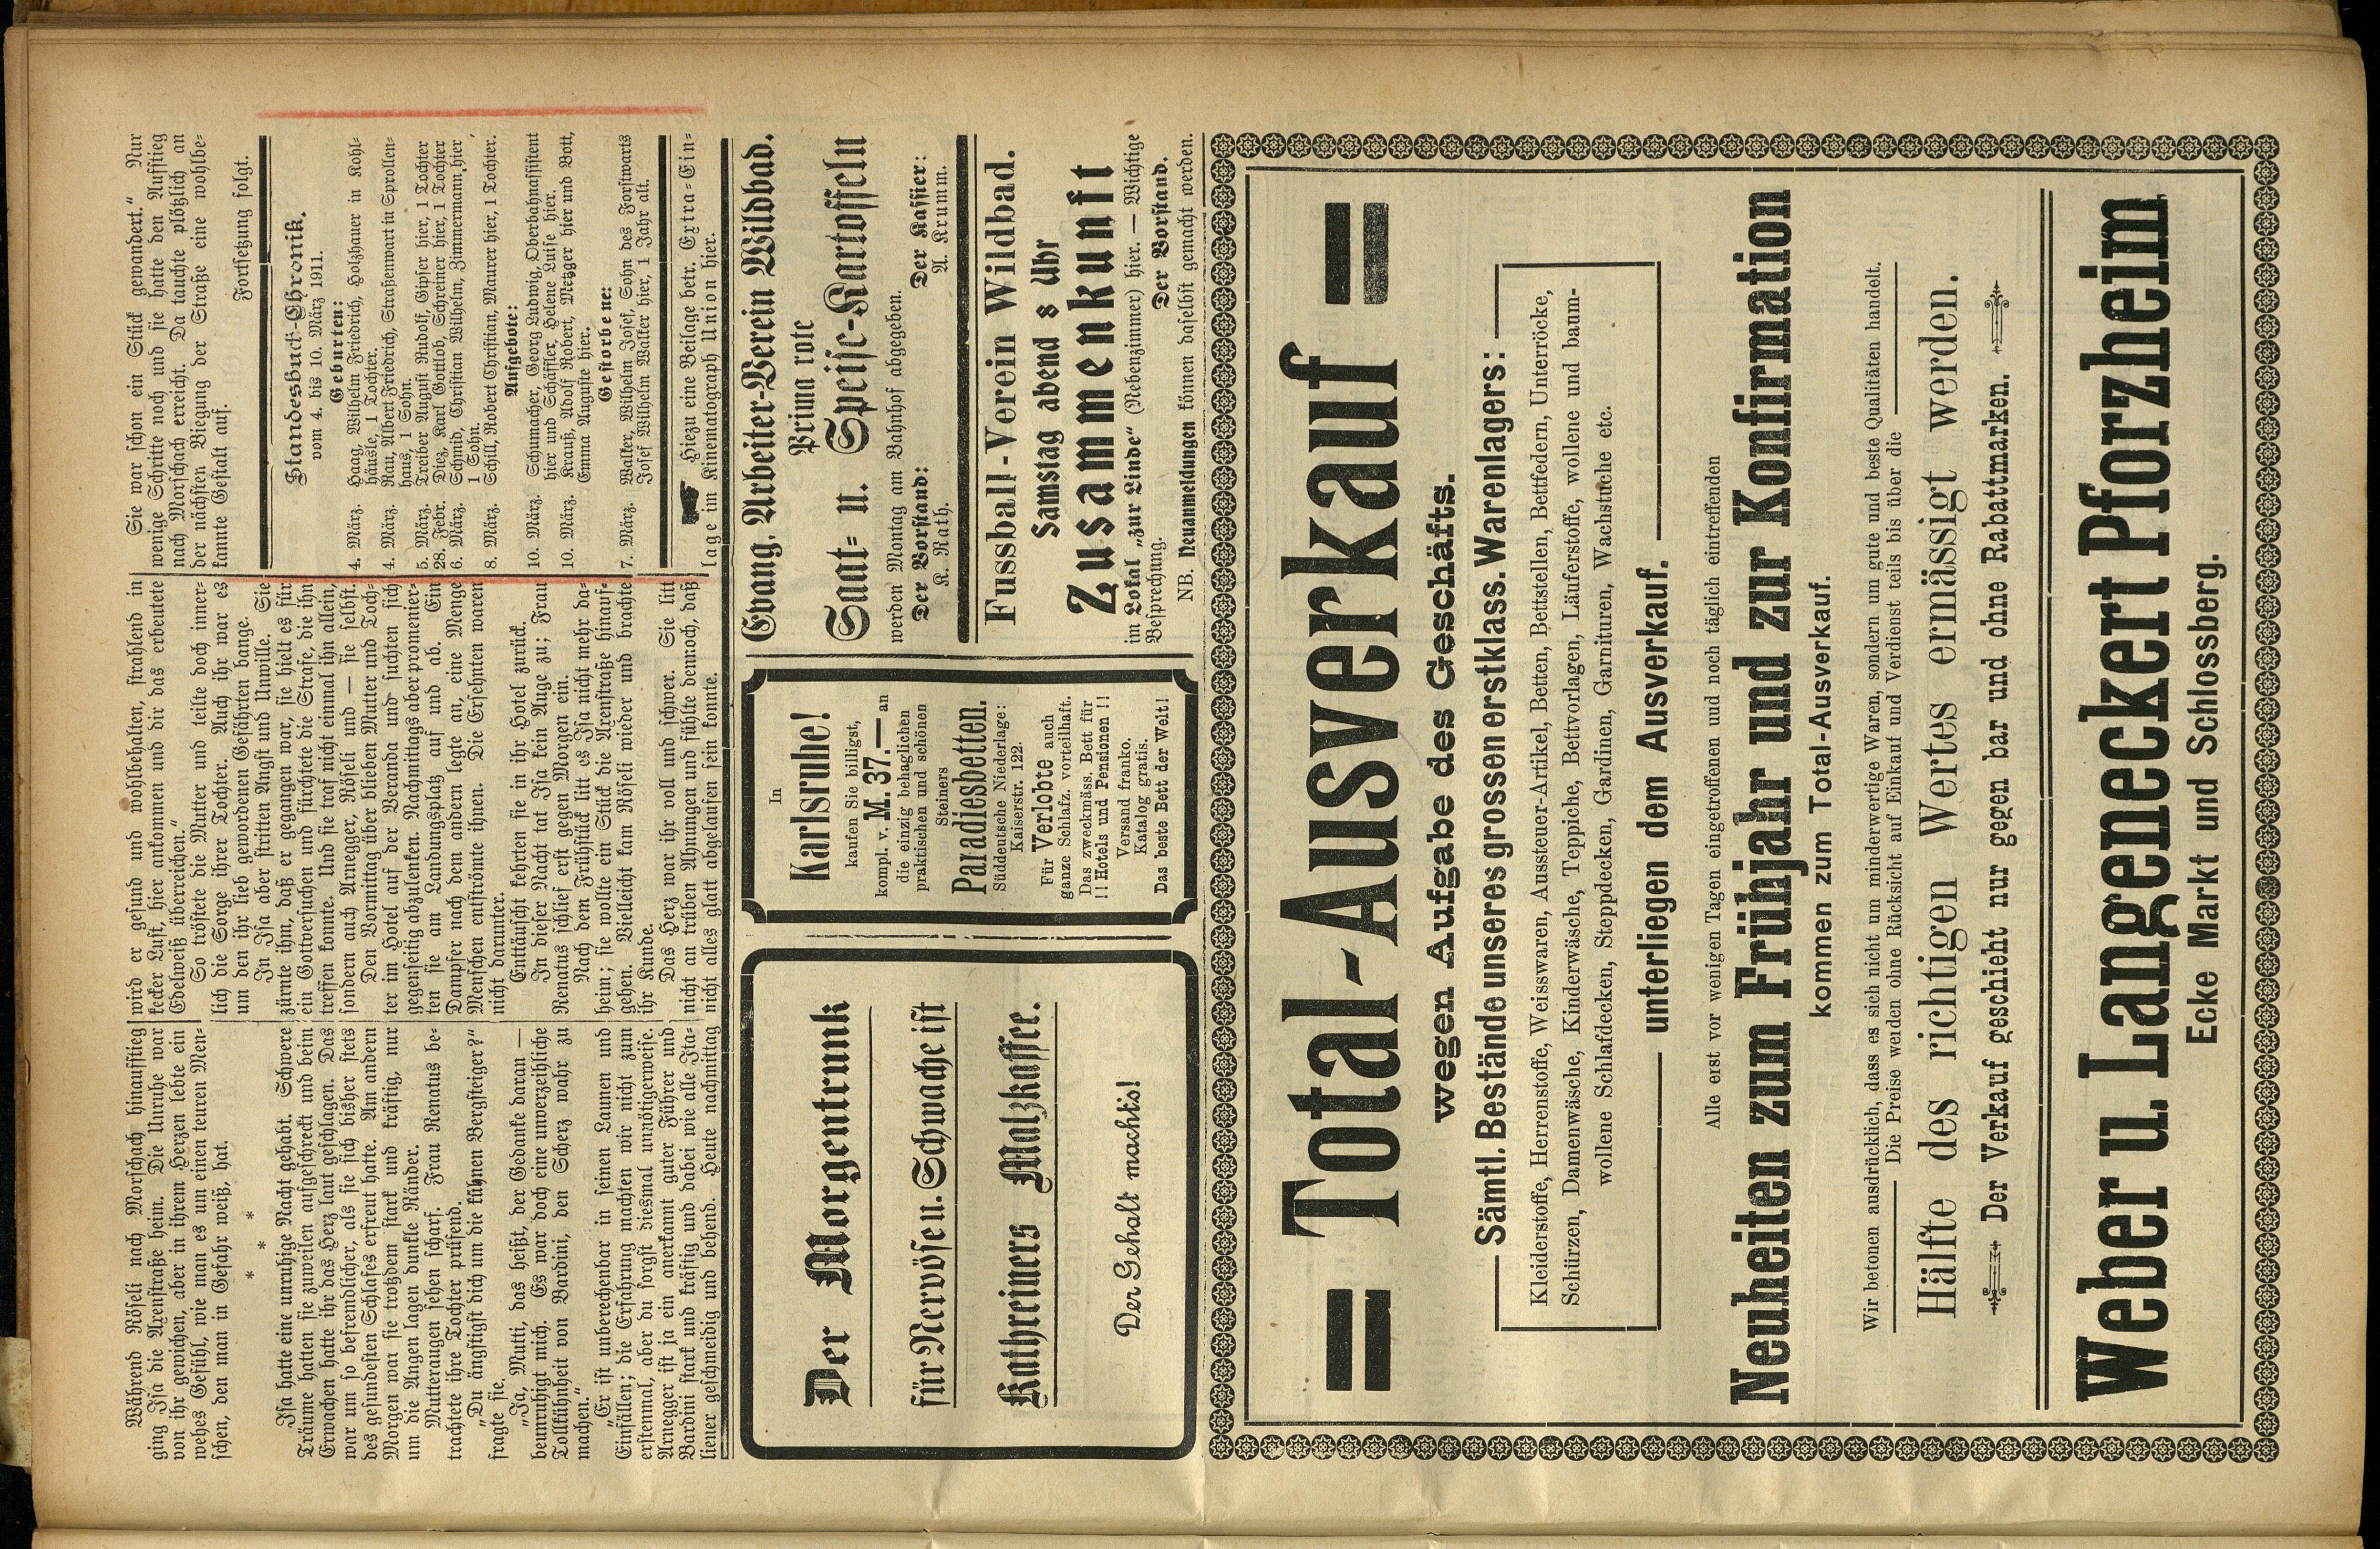 Während Röseli nach Morschach hinaufstieg
ging Isa die Axenstraße heim. Die Unruhe war
von ihr gewichen, aber in ihrem Herzen lebte ein
wehes Gefühl, wie man es um einen teuren Men-
schen, den man in Gefahr weiß, hat.
* * *
Isa hatte eine unruhige Nacht gehabt. Schwere
Träume hatten sie zuweilen aufgeschreckt und beim
Erwachen hatte ihr das Herz laut geschlagen. Das
war um so befremdlicher, als sie sich bisher stets
des gesundesten Schlafes erfreut hatte. Am andern
Morgen war sie trotzdem stark und kräftig, nur
um die Augen lagen dunkle Ränder.
Mutteraugen sehen scharf. Frau Renatus be-
trachtete ihre Tochter prüfend.
„Du ängstigst dich um die kühnen Bergsteiger?“
fragte sie.
„Ja, Mutti, das heißt, der Gedanke daran —
beunruhigt mich. Es war doch eine unverzeihliche
Tollkühnheit von Bardini, den Scherz wahr zu
machen.“
„Er ist unberechenbar in seinen Launen und
Einfällen; die Erfahrung machten wir nicht zum
erstenmal, aber du sorgst diesmal unnötigerweise.
Arnegger ist ja ein anerkannt guter Führer und
Bardini stark und kräftig und dabei wie alle Ita-
liener geschmeidig und behend. Heute nachmittag
wird er gesund und wohlbehalten, strahlend in
kecker Lust, hier ankommen und dir das erbeutete
Edelweiß überreichen.“
So tröstete die Mutter und teilte doch inner-
lich die Sorge ihrer Tochter. Auch ihr war es
um den ihr lieb gewordenen Gefährten bange.
In Isa aber stritten Angst und Unwille. Sie
zürnte ihm, daß er gegangen war, sie hielt es für
ein Gottversuchen und fürchtete die Strafe, die ihn
treffen konnte. Und sie traf nicht einmal ihn allein,
sondern auch Arnegger, Röseli und — sie selbst.
Den Vormittag über blieben Mutter und Toch-
ter im Hotel auf der Veranda und suchten sich
gegenseitig abzulenken. Nachmittags aber promenier-
ten sie am Landungsplatz auf und ab. Ein
Dampfer nach dem andern legte an, eine Menge
Menschen entströmte ihnen. Die Ersehnten waren
nicht darunter.
Enttäuscht kehrten sie in ihr Hotel zurück.
In dieser Nacht tat Isa kein Auge zu; Frau
Renatus schlief erst gegen Morgen ein.
Nach dem Frühstück litt es Isa nicht mehr da-
heim; sie wollte ein Stück die Axenstraße hinauf-
gehen. Vielleicht kam Röseli wieder und brachte
ihr Kunde.
Das Herz war ihr voll und schwer. Sie litt
nicht an trüben Ahnungen und fühlte dennoch, daß
nicht alles glatt abgelaufen sein konnte.
Sie war schon ein Stück gewandert.“ Nur
wenige Schritte noch und sie hatte den Aufstieg
nach Morschach erreicht. Da tauchte plötzlich an
der nächsten Biegung der Straße eine wohlbe-
kannte Gestalt auf.
Fortsetzung folgt.
Standesbuch-Chronik.
vom 4. bis 10. März 1911.
Geburten:
4. März. Haag, Wilhelm Friedrich, Holzhauer in Kohl-
häusle, 1 Tochter.
4. März. Rau, Albert Friedrich, Straßenwart in Sprollen-
haus, 1 Sohn.
5. März. Treiber August Rudolf, Gipser hier, 1 Tochter
28. Febr. Diez, Karl Gottlob, Schreiner hier, 1 Tochter
6. März. Schmid, Christian Wilhelm, Zimmermann, hier
1 Sohn.
8. März. Schill, Robert Christian, Maurer hier, 1 Tochter.
Aufgebote:
10. März. Schumacher, Georg Ludwig, Oberbahnassistent
hier und Schäffler, Helene Luise hier.
10. März. Krauß, Adolf Robert, Metzger hier und Bott,
Emma Auguste hier.
Gestorbene:
7. März. Walker, Wilhelm Josef, Sohn des Forstwarts
Josef Wilhelm Walker hier, 1 Jahr alt.
Hiezu eine Beilage betr. Extra-Ein-
lage im Kinematograph Union hier.
Der Morgentrunk
für Nervösen. Schwache ist
Kathreiners Malzkaffee.
Der Gehalt macht's!
In
Karlsruhe!
kaufen Sie billigst,
kompl. v. M. 37.— an
die einzig behaglichen
praktischen und schönen
Steiners
Paradiesbetten.
Süddeutsche Niederlage:
Kaiserstr. 122.
Für Verlobte auch
ganze Schlafz. vorteilhaft.
Das zweckmäss. Bett für
!! Hotels und Pensionen !!
Versand franko.
Katalog gratis.
Das beste Bett der Welt!
Evang. Arbeiter-Verein Wildbad.
Prima rote
Saat- u. Speise-Kartoffeln
werden Montag am Bahnhof abgegeben.
Der Vorstand: Der Kassier:
K. Rath. A. Krumm.
Fussball-Verein Wildbad.
Samstag abend 8 Uhr
Zusammenkunft
im Lokal „zur Linde“ (Nebenzimmer) hier. — Wichtige
Besprechung. Der Vorstand.
NB. Neuanmeldungen können daselbst gemacht werden.
= Total-Ausverkauf =
wegen Aufgabe des Geschäfts.
Sämtl. Bestände unseres grossen erstklass. Warenlagers:
Kleiderstoffe, Herrenstoffe, Weisswaren, Aussteuer-Artikel, Betten, Bettstellen, Bettfedern, Unterröcke,
Schürzen, Damenwäsche, Kinderwäsche, Teppiche, Bettvorlagen, Läuferstoffe, wollene und baum-
wollene Schlafdecken, Steppdecken, Gardinen, Garnituren, Wachstuche etc.
unterliegen dem Ausverkauf.
Alle erst vor wenigen Tagen eingetroffenen und noch täglich eintreffenden
Neuheiten zum Frühjahr und zur Konfirmation
kommen zum Total-Ausverkauf.
Wir betonen ausdrücklich, dass es sich nicht um minderwertige Waren, sondern um gute und beste Qualitäten handelt.
Die Preise werden ohne Rücksicht auf Einkauf und Verdienst teils bis über die
Hälfte des richtigen Wertes ermässigt werden.
Der Verkauf geschieht nur gegen bar und ohne Rabattmarken.
Weber u. Langeneckert Pforzheim
Ecke Markt und Schlossberg.